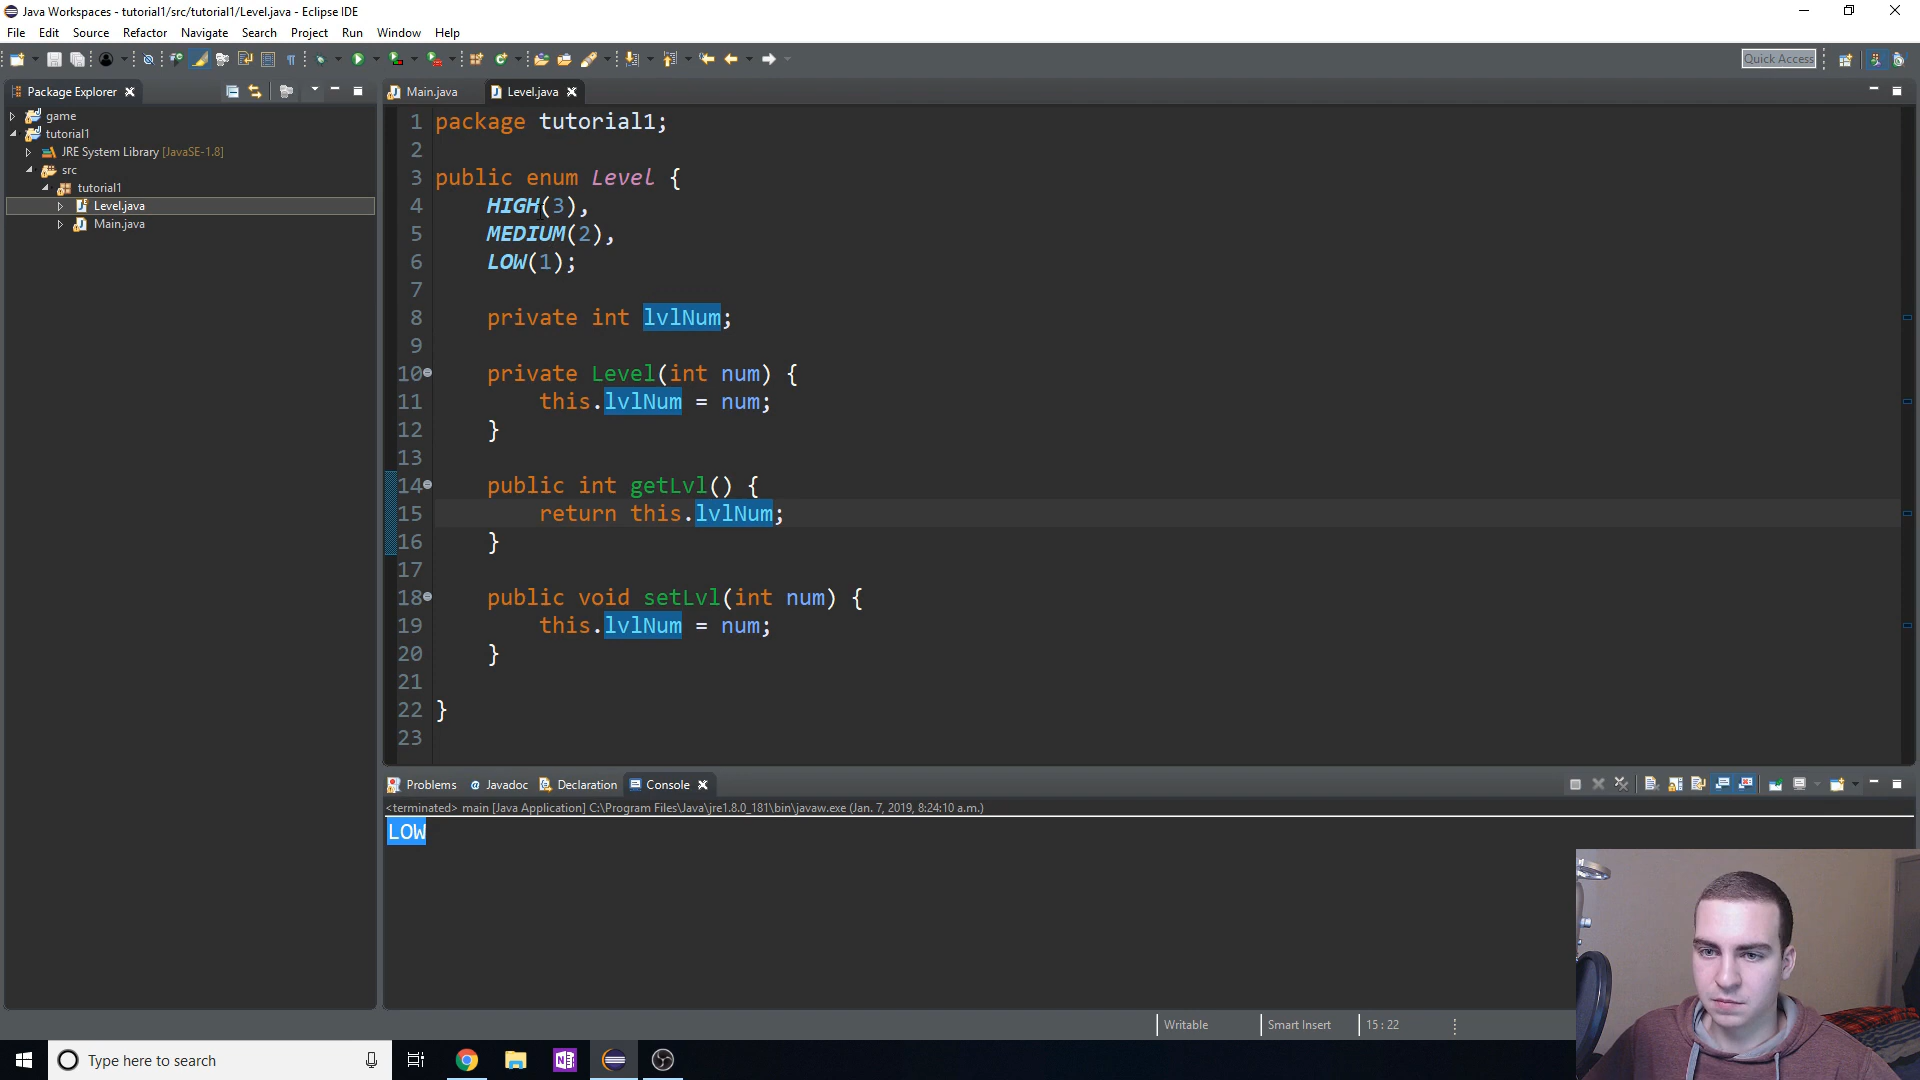 Java Workspaces - tutorial1/src/tutorial1/Level.java - Eclipse IDE
File Edit Source Refactor Navigate Search Project Run Window Help
Quick Access
Package Explorer
Main.java
Level.java
game
tutorial1
JRE System Library [JavaSE-1.8]
src
tutorial1
Level.java
Main.java
1 package tutorial1;
2
3 public enum Level {
4 HIGH(3),
5 MEDIUM(2),
6 LOW(1);
7
8 private int lvlNum;
9
10 private Level(int num) {
11 this.lvlNum = num;
12 }
13
14 public int getLvl() {
15 return this.lvlNum;
16 }
17
18 public void setLvl(int num) {
19 this.lvlNum = num;
20 }
21
22 }
23
Problems Javadoc Declaration Console
<terminated> main [Java Application] C:\Program Files\Java\jre1.8.0_181\bin\javaw.exe (Jan. 7, 2019, 8:24:10 a.m.)
LOW
Writable Smart Insert 15 : 22
Type here to search